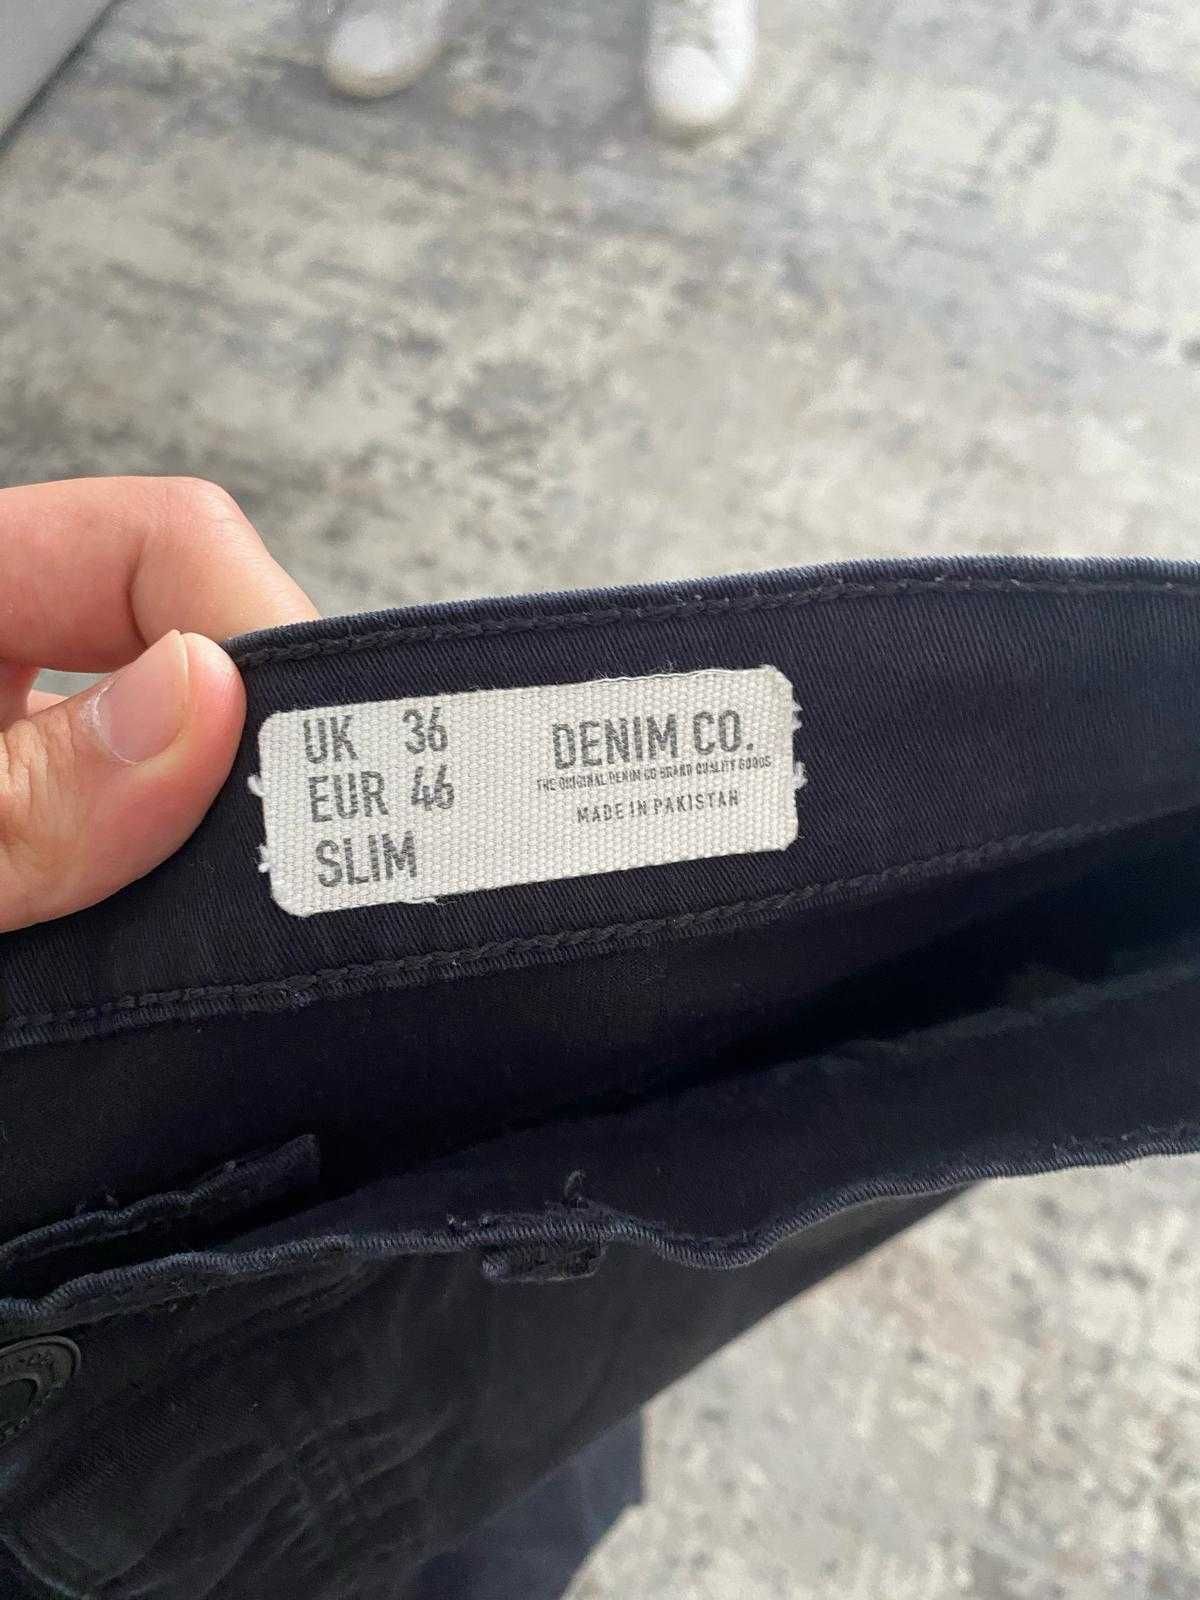 UK 36
EUR 46
SLIM
DENIM CO.
THE ORIGINAL DENIM CO BRAND QUALITY GOODS
MADE IN PAKISTAN